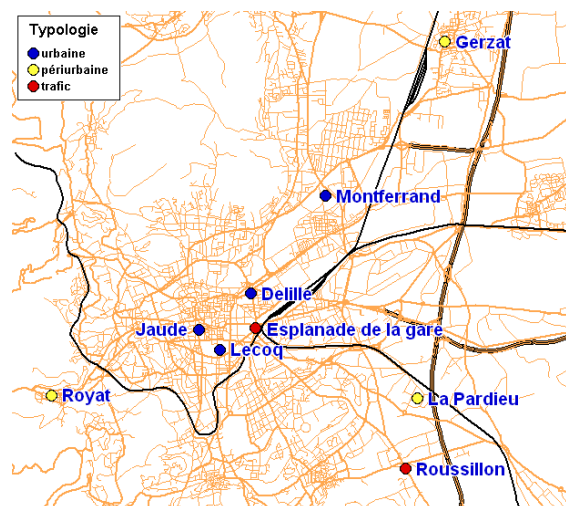 Typologie
urbaine
périurbaine
trafic
Gerzat
Montferrand
Delille
Jaude
Esplanade de la gare
Lecoq
Royat
La Pardieu
Roussillon